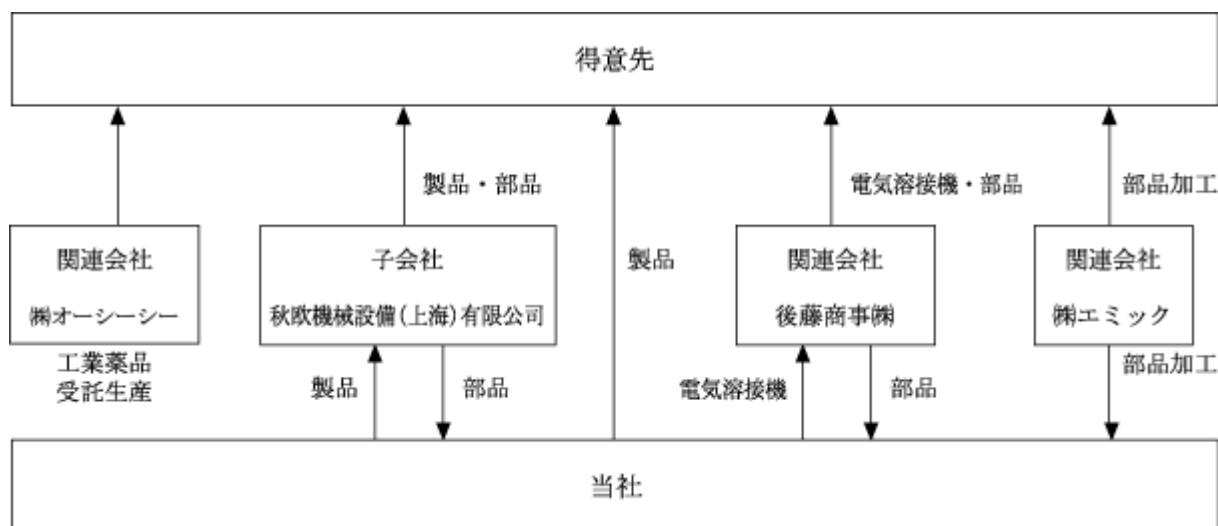 得意先
製品・部品
電気溶接機・部品
部品加工
関連会社
㈱オーシーシー
工業薬品
受託生産
子会社
秋欧機械設備(上海)有限公司
製品
関連会社
後藤商事㈱
関連会社
㈱エミック
製品
部品
電気溶接機
部品
部品加工
当社